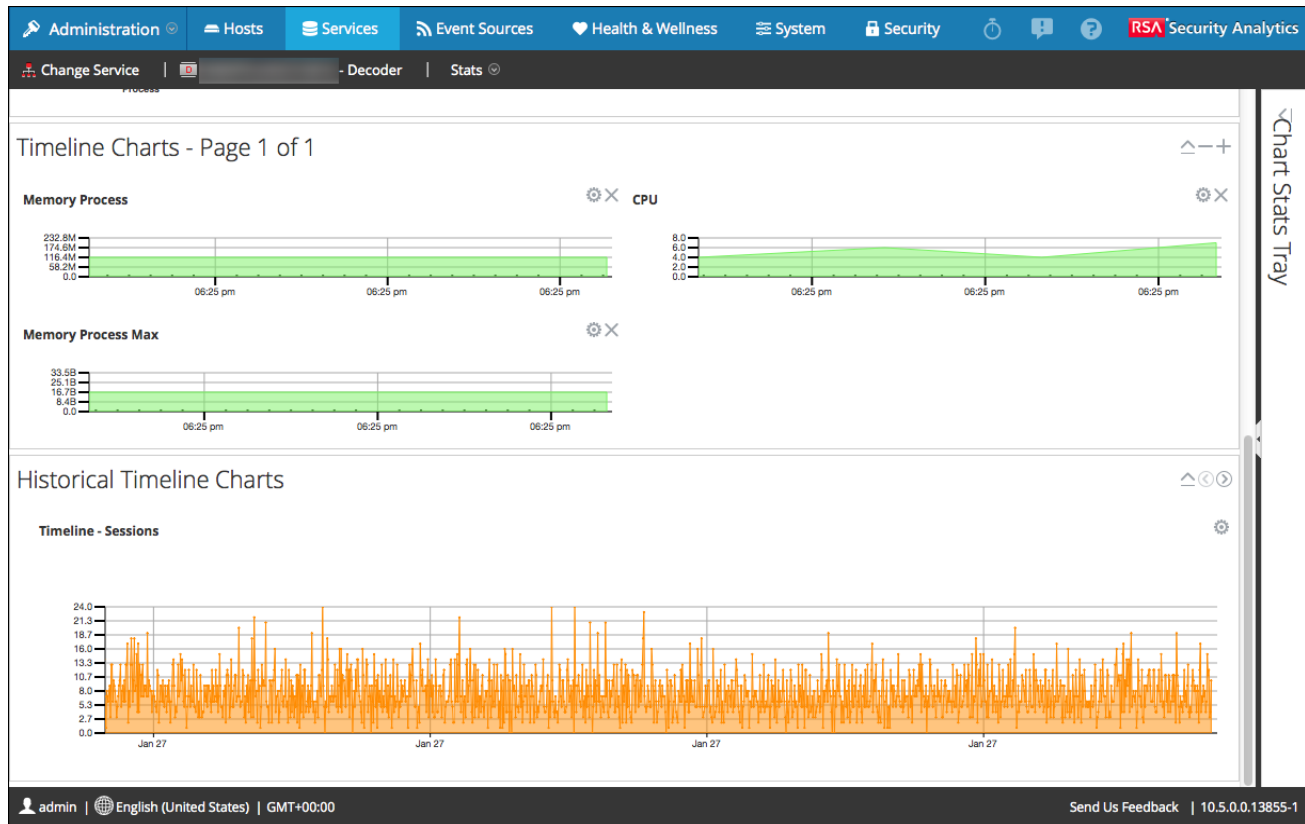 Administration Hosts Services Event Sources Health & Wellness System Security RSA Security Analytics
Change Service | D - Decoder | Stats
Process
Timeline Charts - Page 1 of 1
Memory Process
232.8M
174.6M
116.4M
58.2M
0.0
06:25 pm 06:25 pm 06:25 pm
CPU
8.0
6.0
4.0
2.0
0.0
06:25 pm 06:25 pm 06:25 pm
Memory Process Max
33.5B
25.1B
16.7B
8.4B
0.0
06:25 pm 06:25 pm 06:25 pm
Historical Timeline Charts
Timeline - Sessions
24.0
21.3
18.7
16.0
13.3
10.7
8.0
5.3
2.7
0.0
Jan 27 Jan 27 Jan 27 Jan 27
Chart Stats Tray
admin | English (United States) | GMT+00:00 Send Us Feedback | 10.5.0.0.13855-1